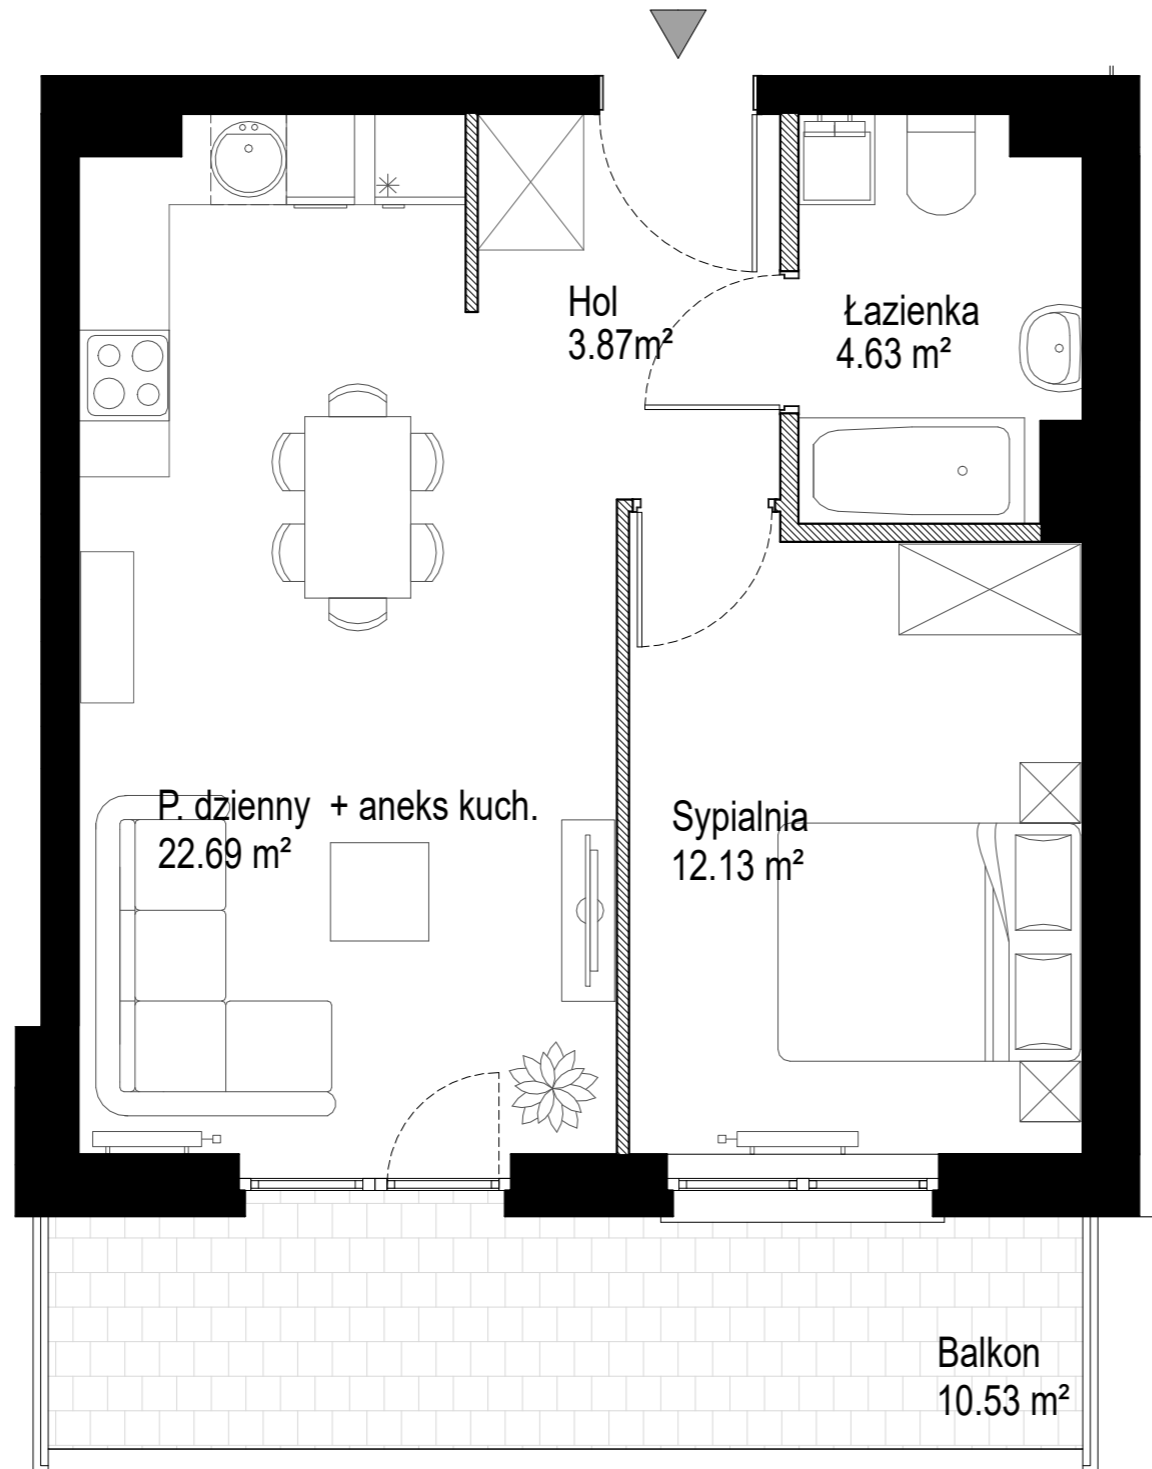 Hol
3.87m²
Łazienka
4.63 m²
P. dzienny + aneks kuch.
22.69 m²
Sypialnia
12.13 m²
Balkon
10.53 m²